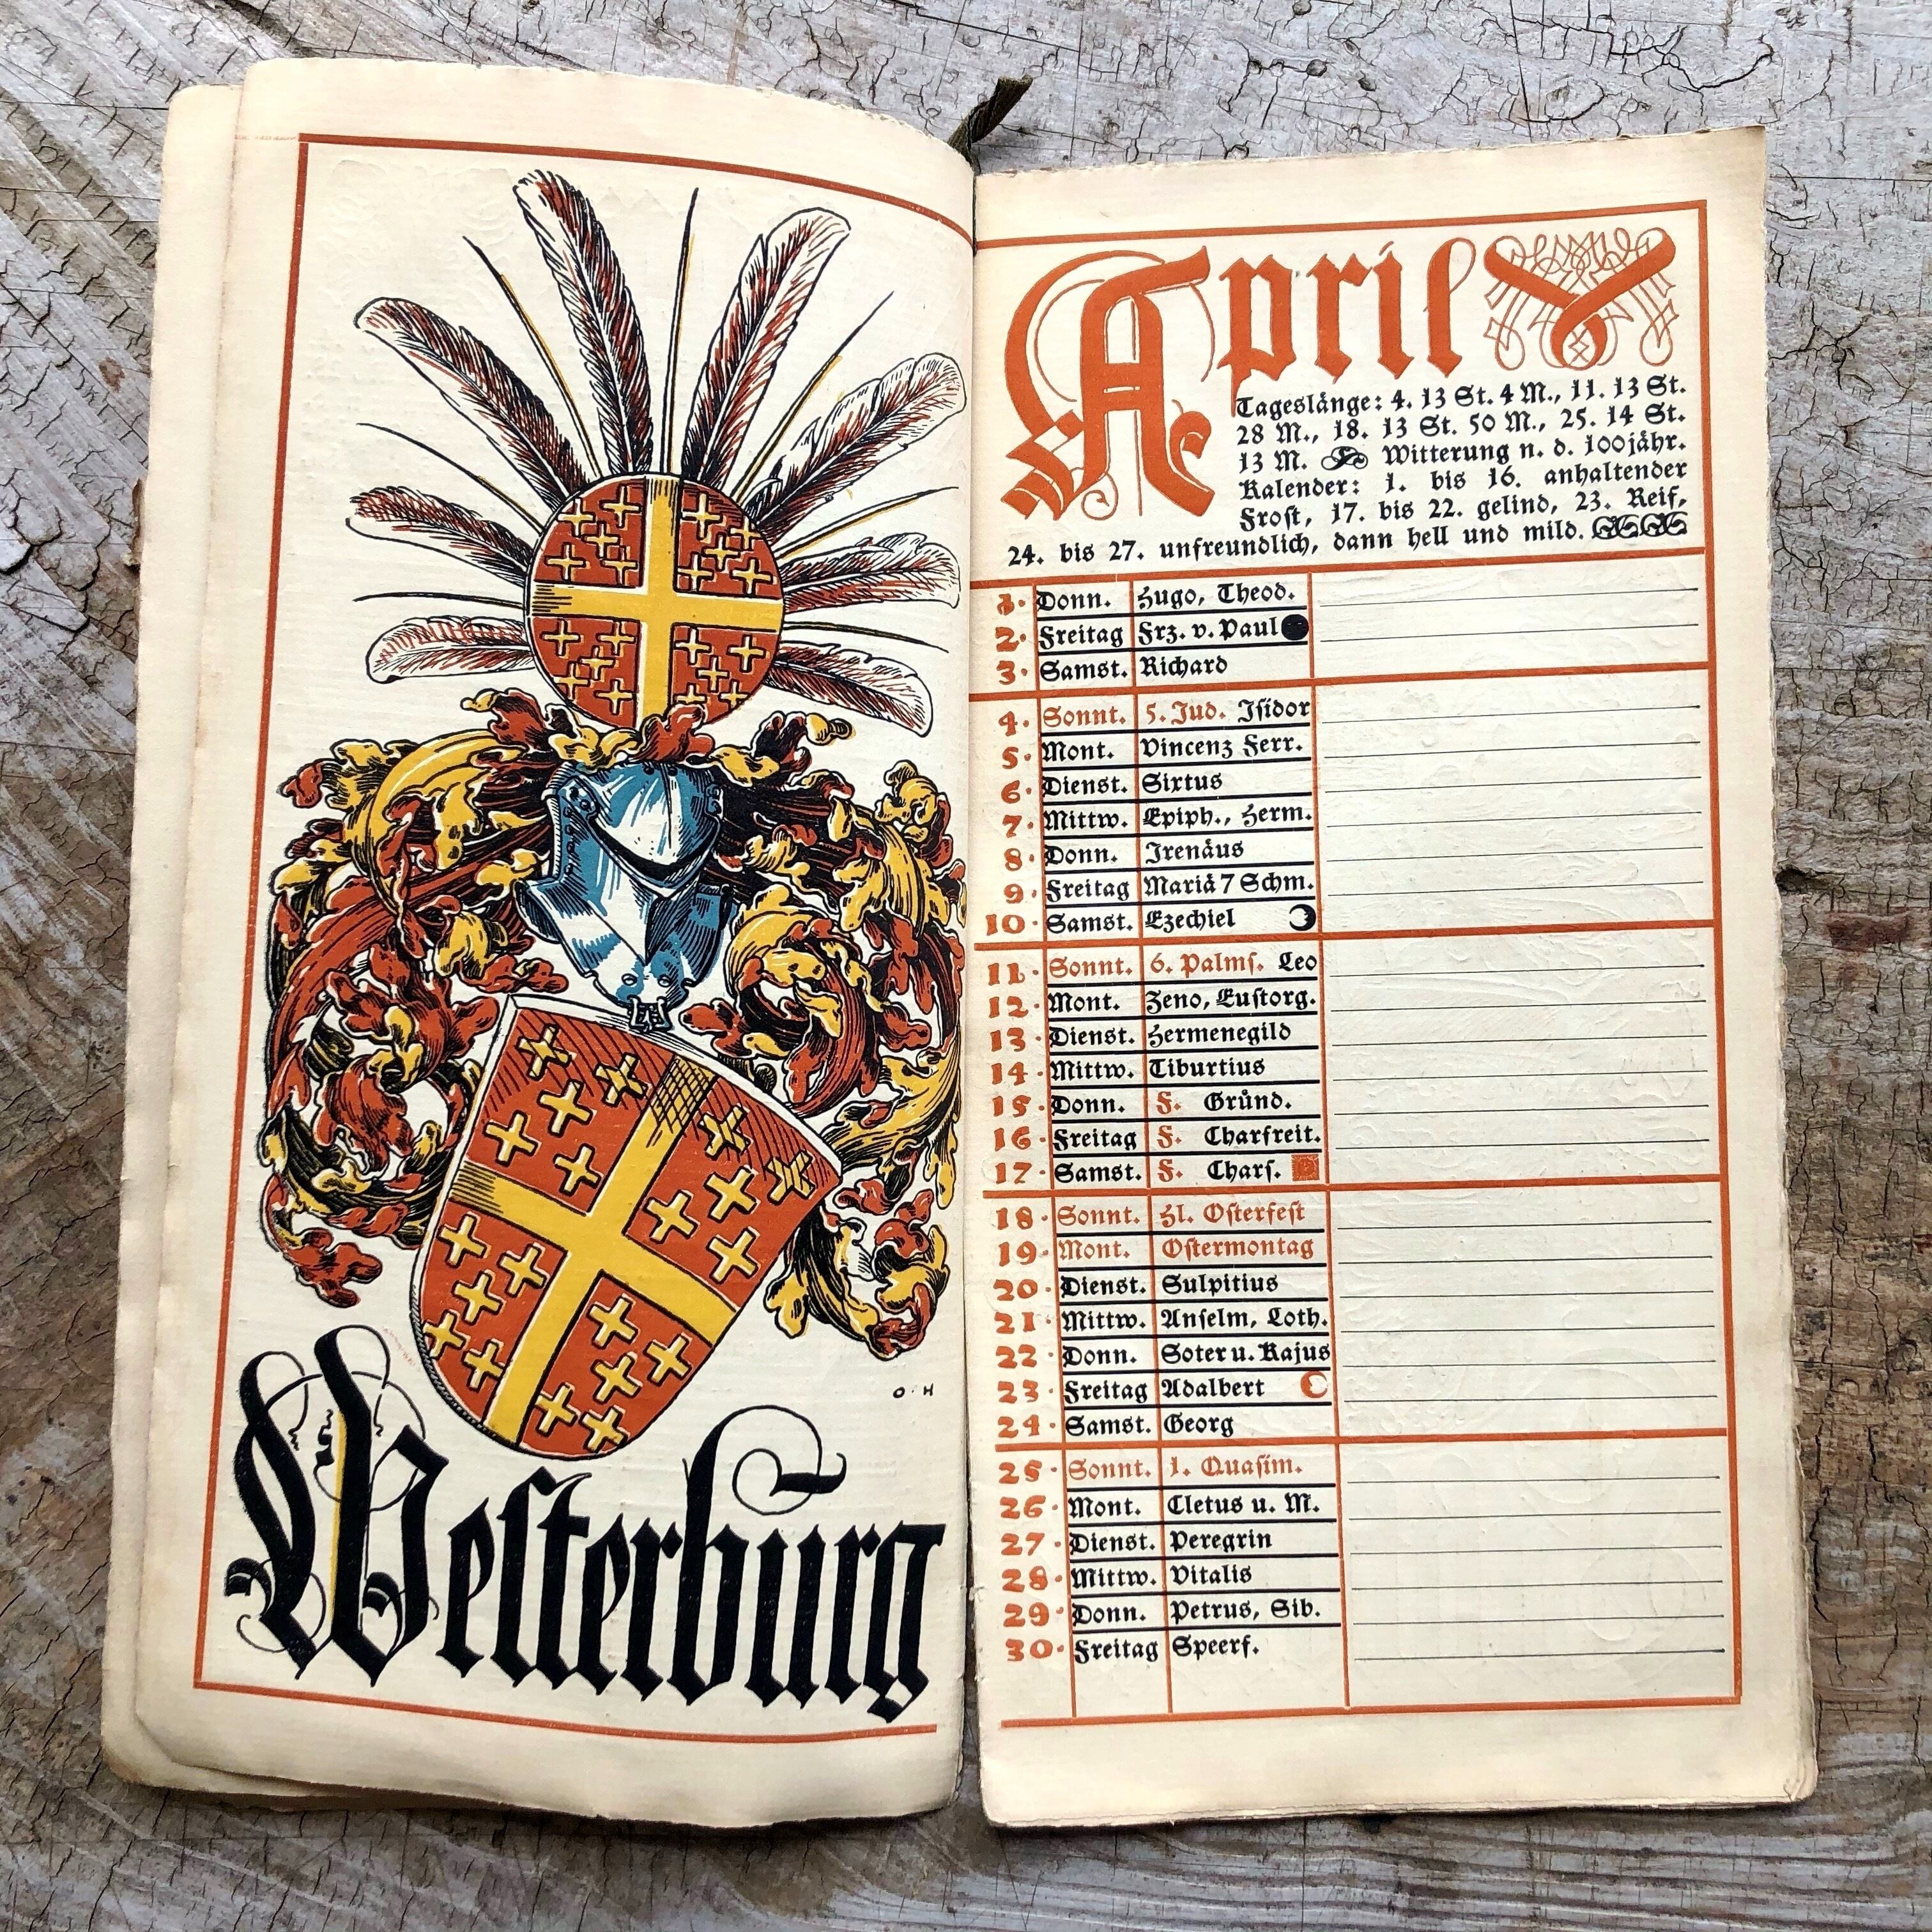 Weſterburg
O. H
April
Tageslänge: 4. 13 St. 4 M., 11. 13 St.
28 M., 18. 13 St. 50 M., 25. 14 St.
13 M. Witterung n. d. 100jähr.
Kalender: 1. bis 16. anhaltender
Froſt, 17. bis 22. gelind, 23. Reif,
24. bis 27. unfreundlich, dann hell und mild.
1. Donn. Hugo, Theod.
2. Freitag Frz. v. Paul
3. Samst. Richard
4. Sonnt. 5. Jud. Iſidor
5. Mont. Vincenz Ferr.
6. Dienst. Sixtus
7. Mittw. Epiph., Herm.
8. Donn. Irenäus
9. Freitag Mariä 7 Schm.
10. Samst. Ezechiel
11. Sonnt. 6. Palmſ. Leo
12. Mont. Zeno, Euſtorg.
13. Dienst. Hermenegild
14. Mittw. Tiburtius
15. Donn. F. Gründ.
16. Freitag F. Charfreit.
17. Samst. F. Charſ.
18. Sonnt. Hl. Oſterfeſt
19. Mont. Oſtermontag
20. Dienst. Sulpitius
21. Mittw. Anſelm, Loth.
22. Donn. Soter u. Kajus
23. Freitag Adalbert
24. Samst. Georg
25. Sonnt. 1. Quaſim.
26. Mont. Cletus u. M.
27. Dienst. Peregrin
28. Mittw. Vitalis
29. Donn. Petrus, Sib.
30. Freitag Speerf.